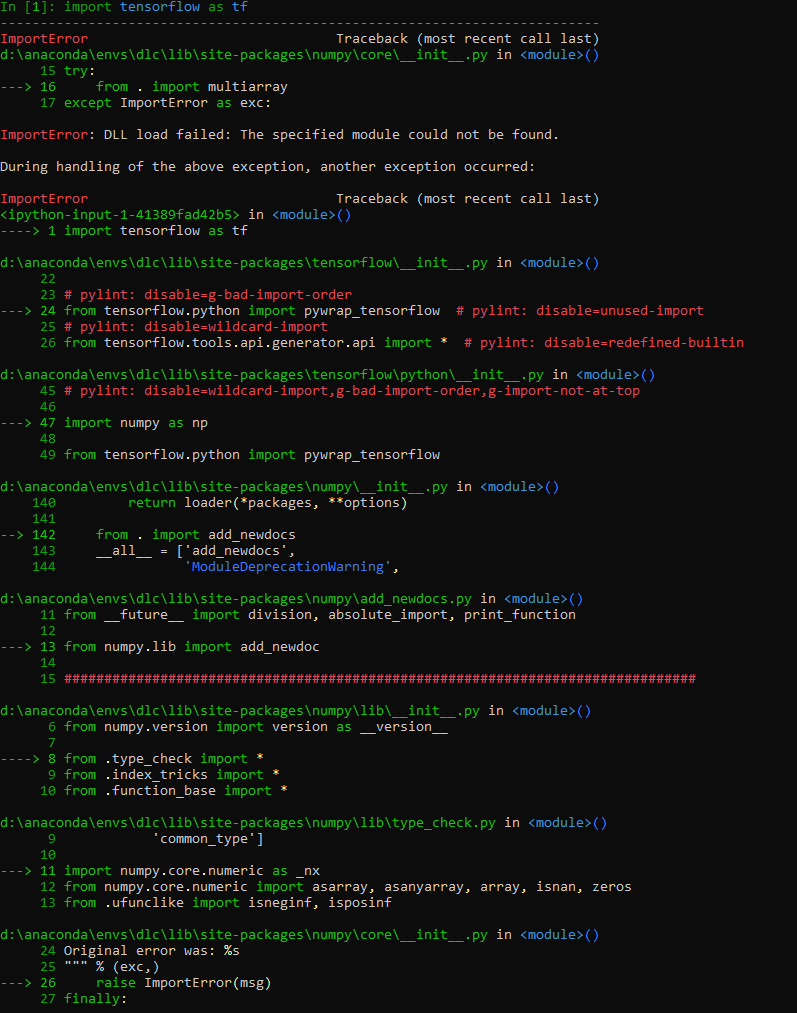 In [1]: import tensorflow as tf
---------------------------------------------------------------------------
ImportError                               Traceback (most recent call last)
d:\anaconda\envs\dlc\lib\site-packages\numpy\core\__init__.py in <module>()
     15 try:
---> 16     from . import multiarray
     17 except ImportError as exc:

ImportError: DLL load failed: The specified module could not be found.

During handling of the above exception, another exception occurred:

ImportError                               Traceback (most recent call last)
<ipython-input-1-41389fad42b5> in <module>()
----> 1 import tensorflow as tf

d:\anaconda\envs\dlc\lib\site-packages\tensorflow\__init__.py in <module>()
     22
     23 # pylint: disable=g-bad-import-order
---> 24 from tensorflow.python import pywrap_tensorflow  # pylint: disable=unused-import
     25 # pylint: disable=wildcard-import
     26 from tensorflow.tools.api.generator.api import *  # pylint: disable=redefined-builtin

d:\anaconda\envs\dlc\lib\site-packages\tensorflow\python\__init__.py in <module>()
     45 # pylint: disable=wildcard-import,g-bad-import-order,g-import-not-at-top
     46
---> 47 import numpy as np
     48
     49 from tensorflow.python import pywrap_tensorflow

d:\anaconda\envs\dlc\lib\site-packages\numpy\__init__.py in <module>()
    140         return loader(*packages, **options)
    141
--> 142     from . import add_newdocs
    143     __all__ = ['add_newdocs',
    144                'ModuleDeprecationWarning',

d:\anaconda\envs\dlc\lib\site-packages\numpy\add_newdocs.py in <module>()
     11 from __future__ import division, absolute_import, print_function
     12
---> 13 from numpy.lib import add_newdoc
     14
     15 ###############################################################################

d:\anaconda\envs\dlc\lib\site-packages\numpy\lib\__init__.py in <module>()
      6 from numpy.version import version as __version__
      7
----> 8 from .type_check import *
      9 from .index_tricks import *
     10 from .function_base import *

d:\anaconda\envs\dlc\lib\site-packages\numpy\lib\type_check.py in <module>()
      9            'common_type']
     10
---> 11 import numpy.core.numeric as _nx
     12 from numpy.core.numeric import asarray, asanyarray, array, isnan, zeros
     13 from .ufunclike import isneginf, isposinf

d:\anaconda\envs\dlc\lib\site-packages\numpy\core\__init__.py in <module>()
     24 Original error was: %s
     25 """ % (exc,)
---> 26     raise ImportError(msg)
     27 finally: